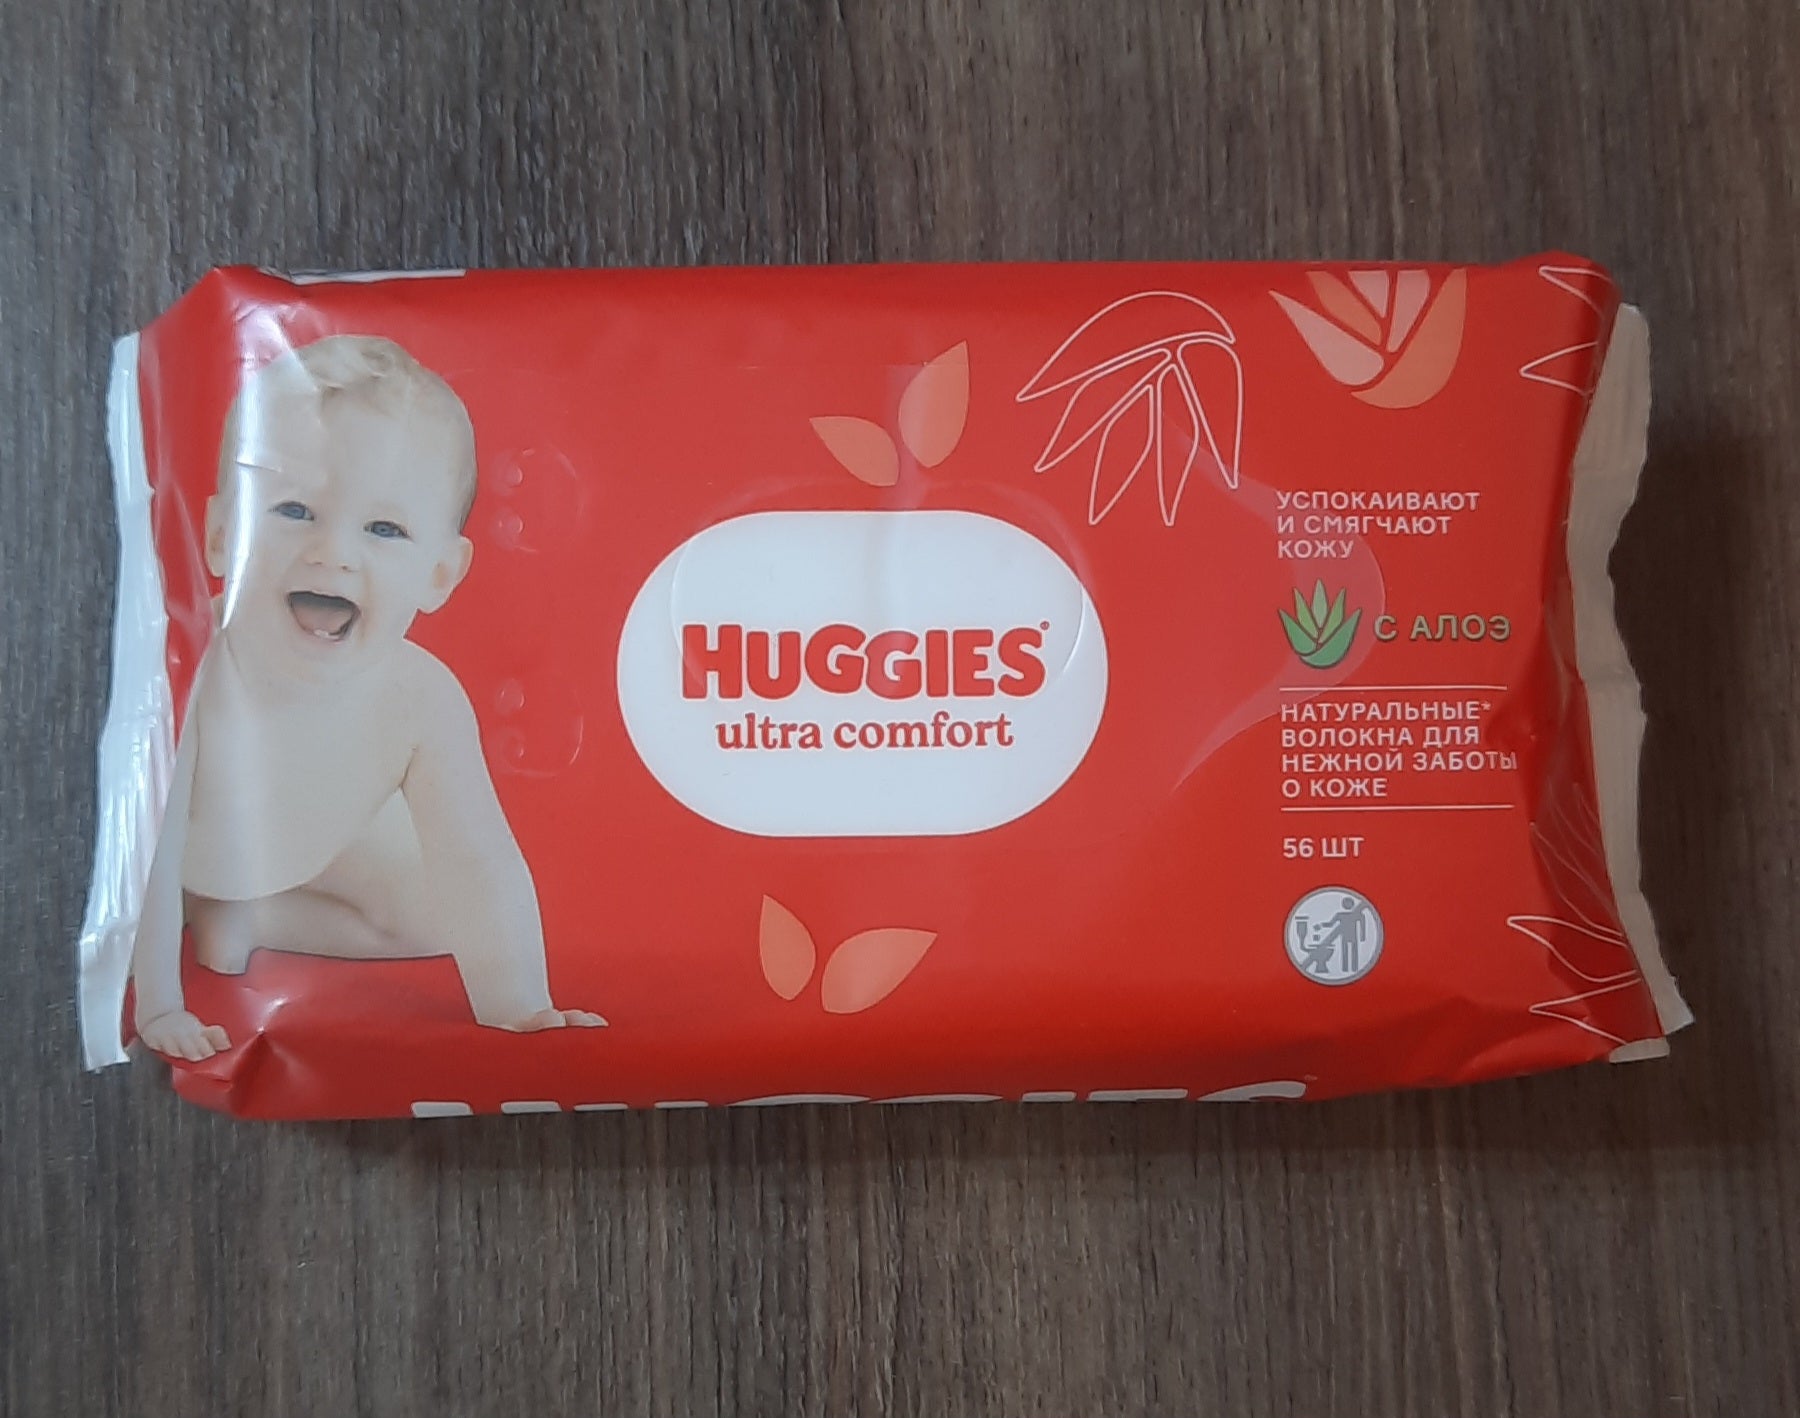 HUGGIES
ultra comfort
УСПОКАИВАЮТ
И СМЯГЧАЮТ
КОЖУ
С АЛОЭ
НАТУРАЛЬНЫЕ*
ВОЛОКНА ДЛЯ
НЕЖНОЙ ЗАБОТЫ
О КОЖЕ
56 ШТ